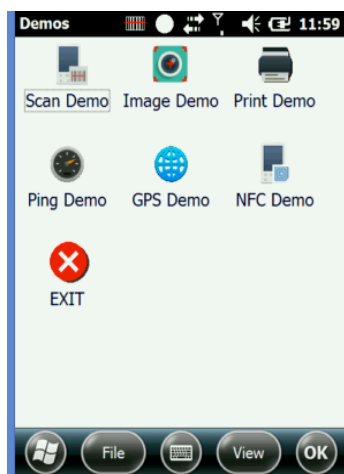 Demos 11:59
Scan Demo Image Demo Print Demo
Ping Demo GPS Demo NFC Demo
EXIT
File View OK